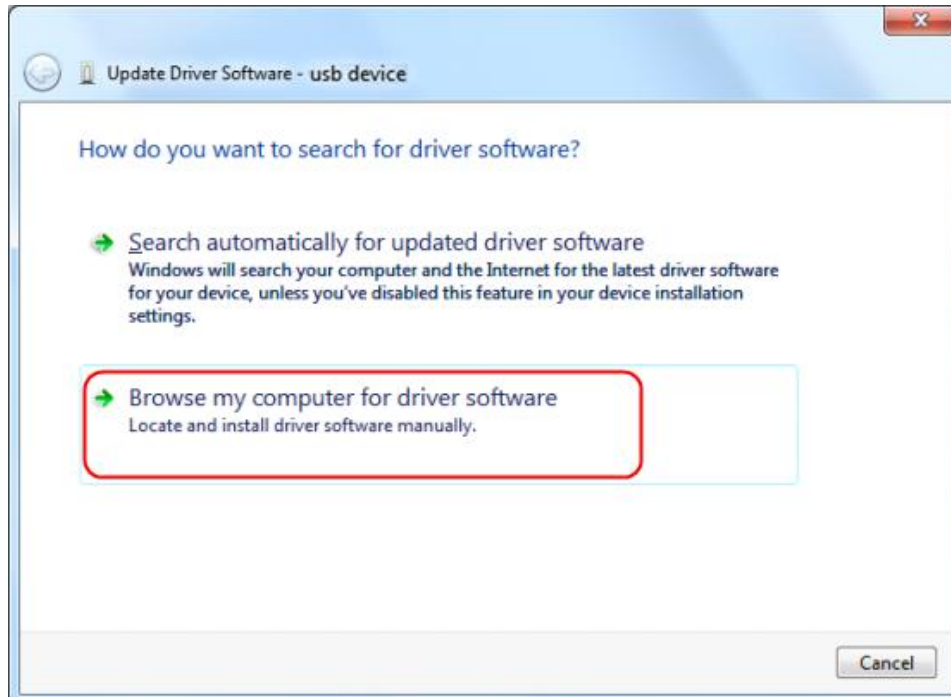 Update Driver Software - usb device
How do you want to search for driver software?
Search automatically for updated driver software
Windows will search your computer and the Internet for the latest driver software
for your device, unless you've disabled this feature in your device installation
settings.
Browse my computer for driver software
Locate and install driver software manually.
Cancel